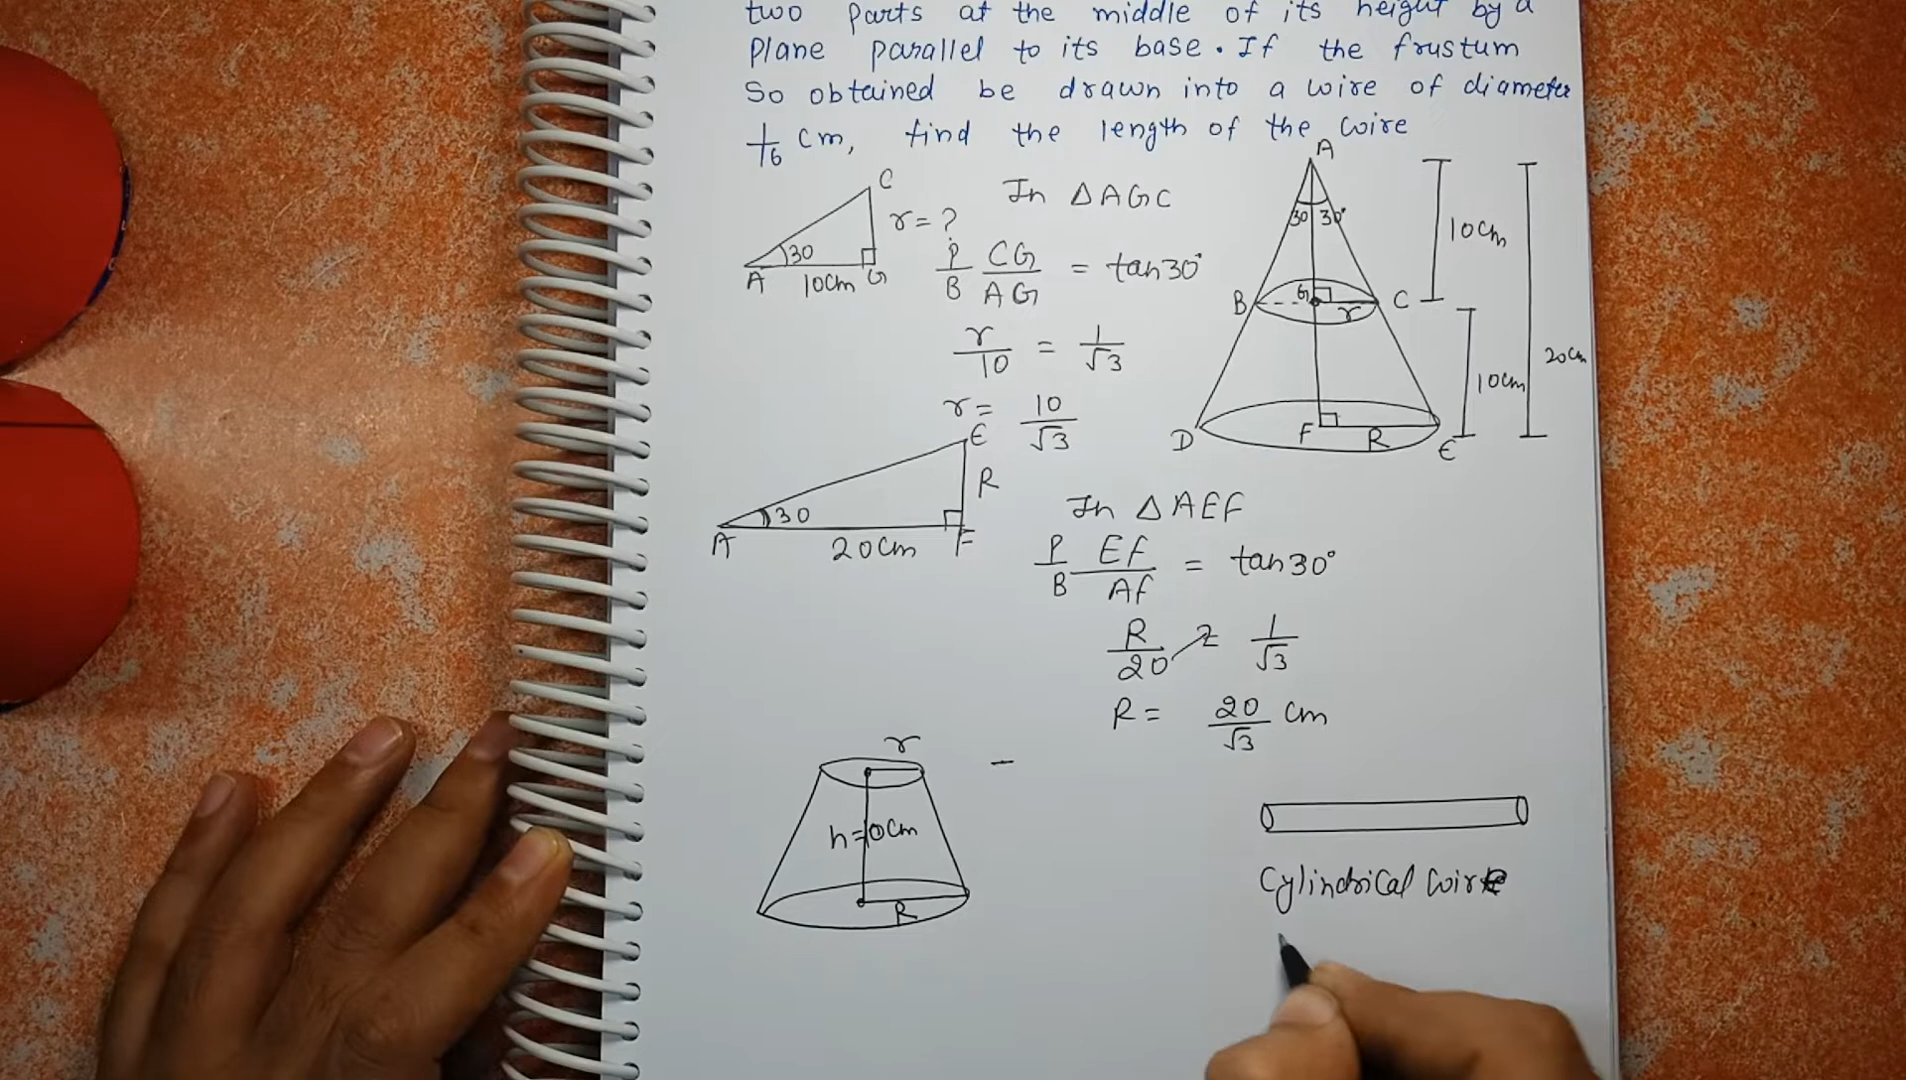 two parts at the middle of its height by a
Plane parallel to its base. If the frustum
So obtained be drawn into a wire of diameter
1/16 cm, find the length of the wire
A
C
In △AGC
r=?
30
A 10cm G
P/B CG/AG = tan30°
30 30°
10cm
B G C
r
r/10 = 1/√3
20cm
10cm
r= 10/√3
D F R E
E
R
30
A 20cm F
In △AEF
P/B EF/AF = tan30°
R/20 = 1/√3
R= 20/√3 cm
r
h=10cm
R
Cylindrical wire